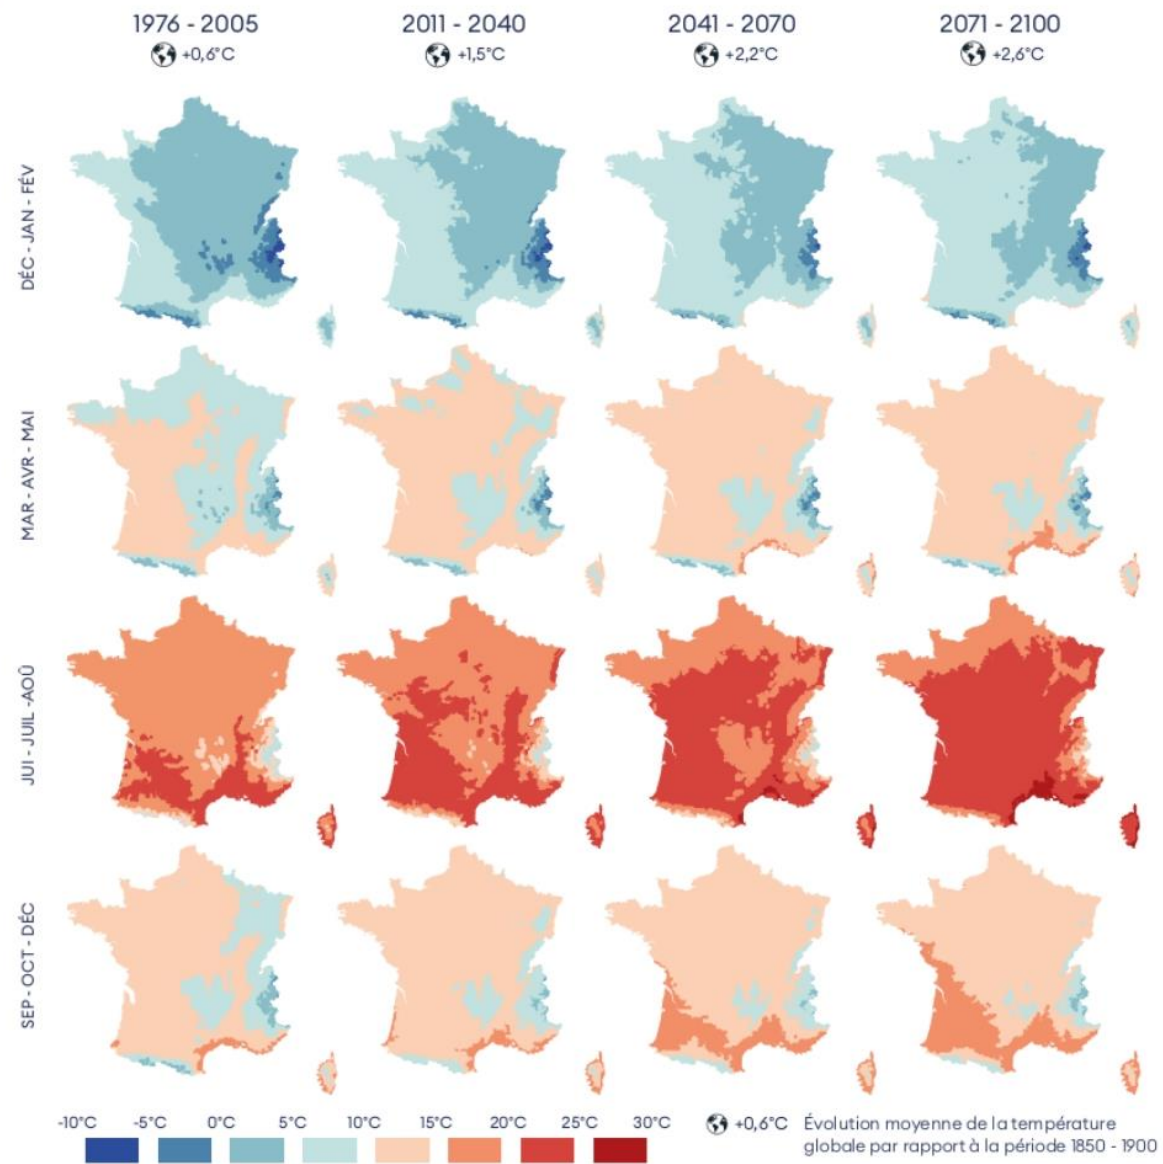 1976 - 2005
+0,6°C
2011 - 2040
+1,5°C
2041 - 2070
+2,2°C
2071 - 2100
+2,6°C
DÉC - JAN - FÉV
MAR - AVR - MAI
JUI - JUIL -AOÛ
SEP - OCT - DÉC
-10°C -5°C 0°C 5°C 10°C 15°C 20°C 25°C 30°C
+0,6°C Évolution moyenne de la température
globale par rapport à la période 1850 - 1900